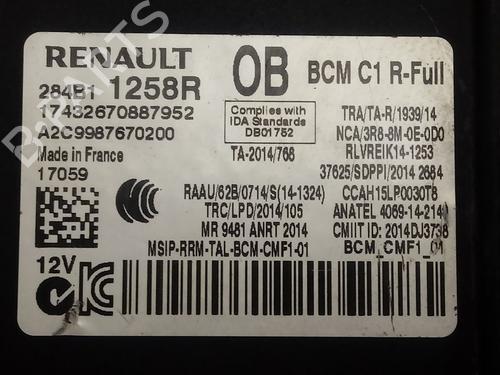 RENAULT
OB
BCM C1 R-Full
284B1 1258R
17432670887952
A2C9987670200
Made in France
17059
Complies with
IDA Standards
DB01752
TA-2014/766
TRA/TA-R/1939/14
NCA/3R8-8M-0E-0D0
RLVREIK14-1253
37625/SDPPI/2014 2684
RAAU/62B/0714/S(14-1324)
CCAH15LP0030T8
TRC/LPD/2014/105
ANATEL 4069-14-214
MR 9481 ANRT 2014
CMIIT ID: 2014DJ3738
MSIP-RRM-TAL-BCM-CMF1-01
BCM_CMF1_01
12V
B-PARTS